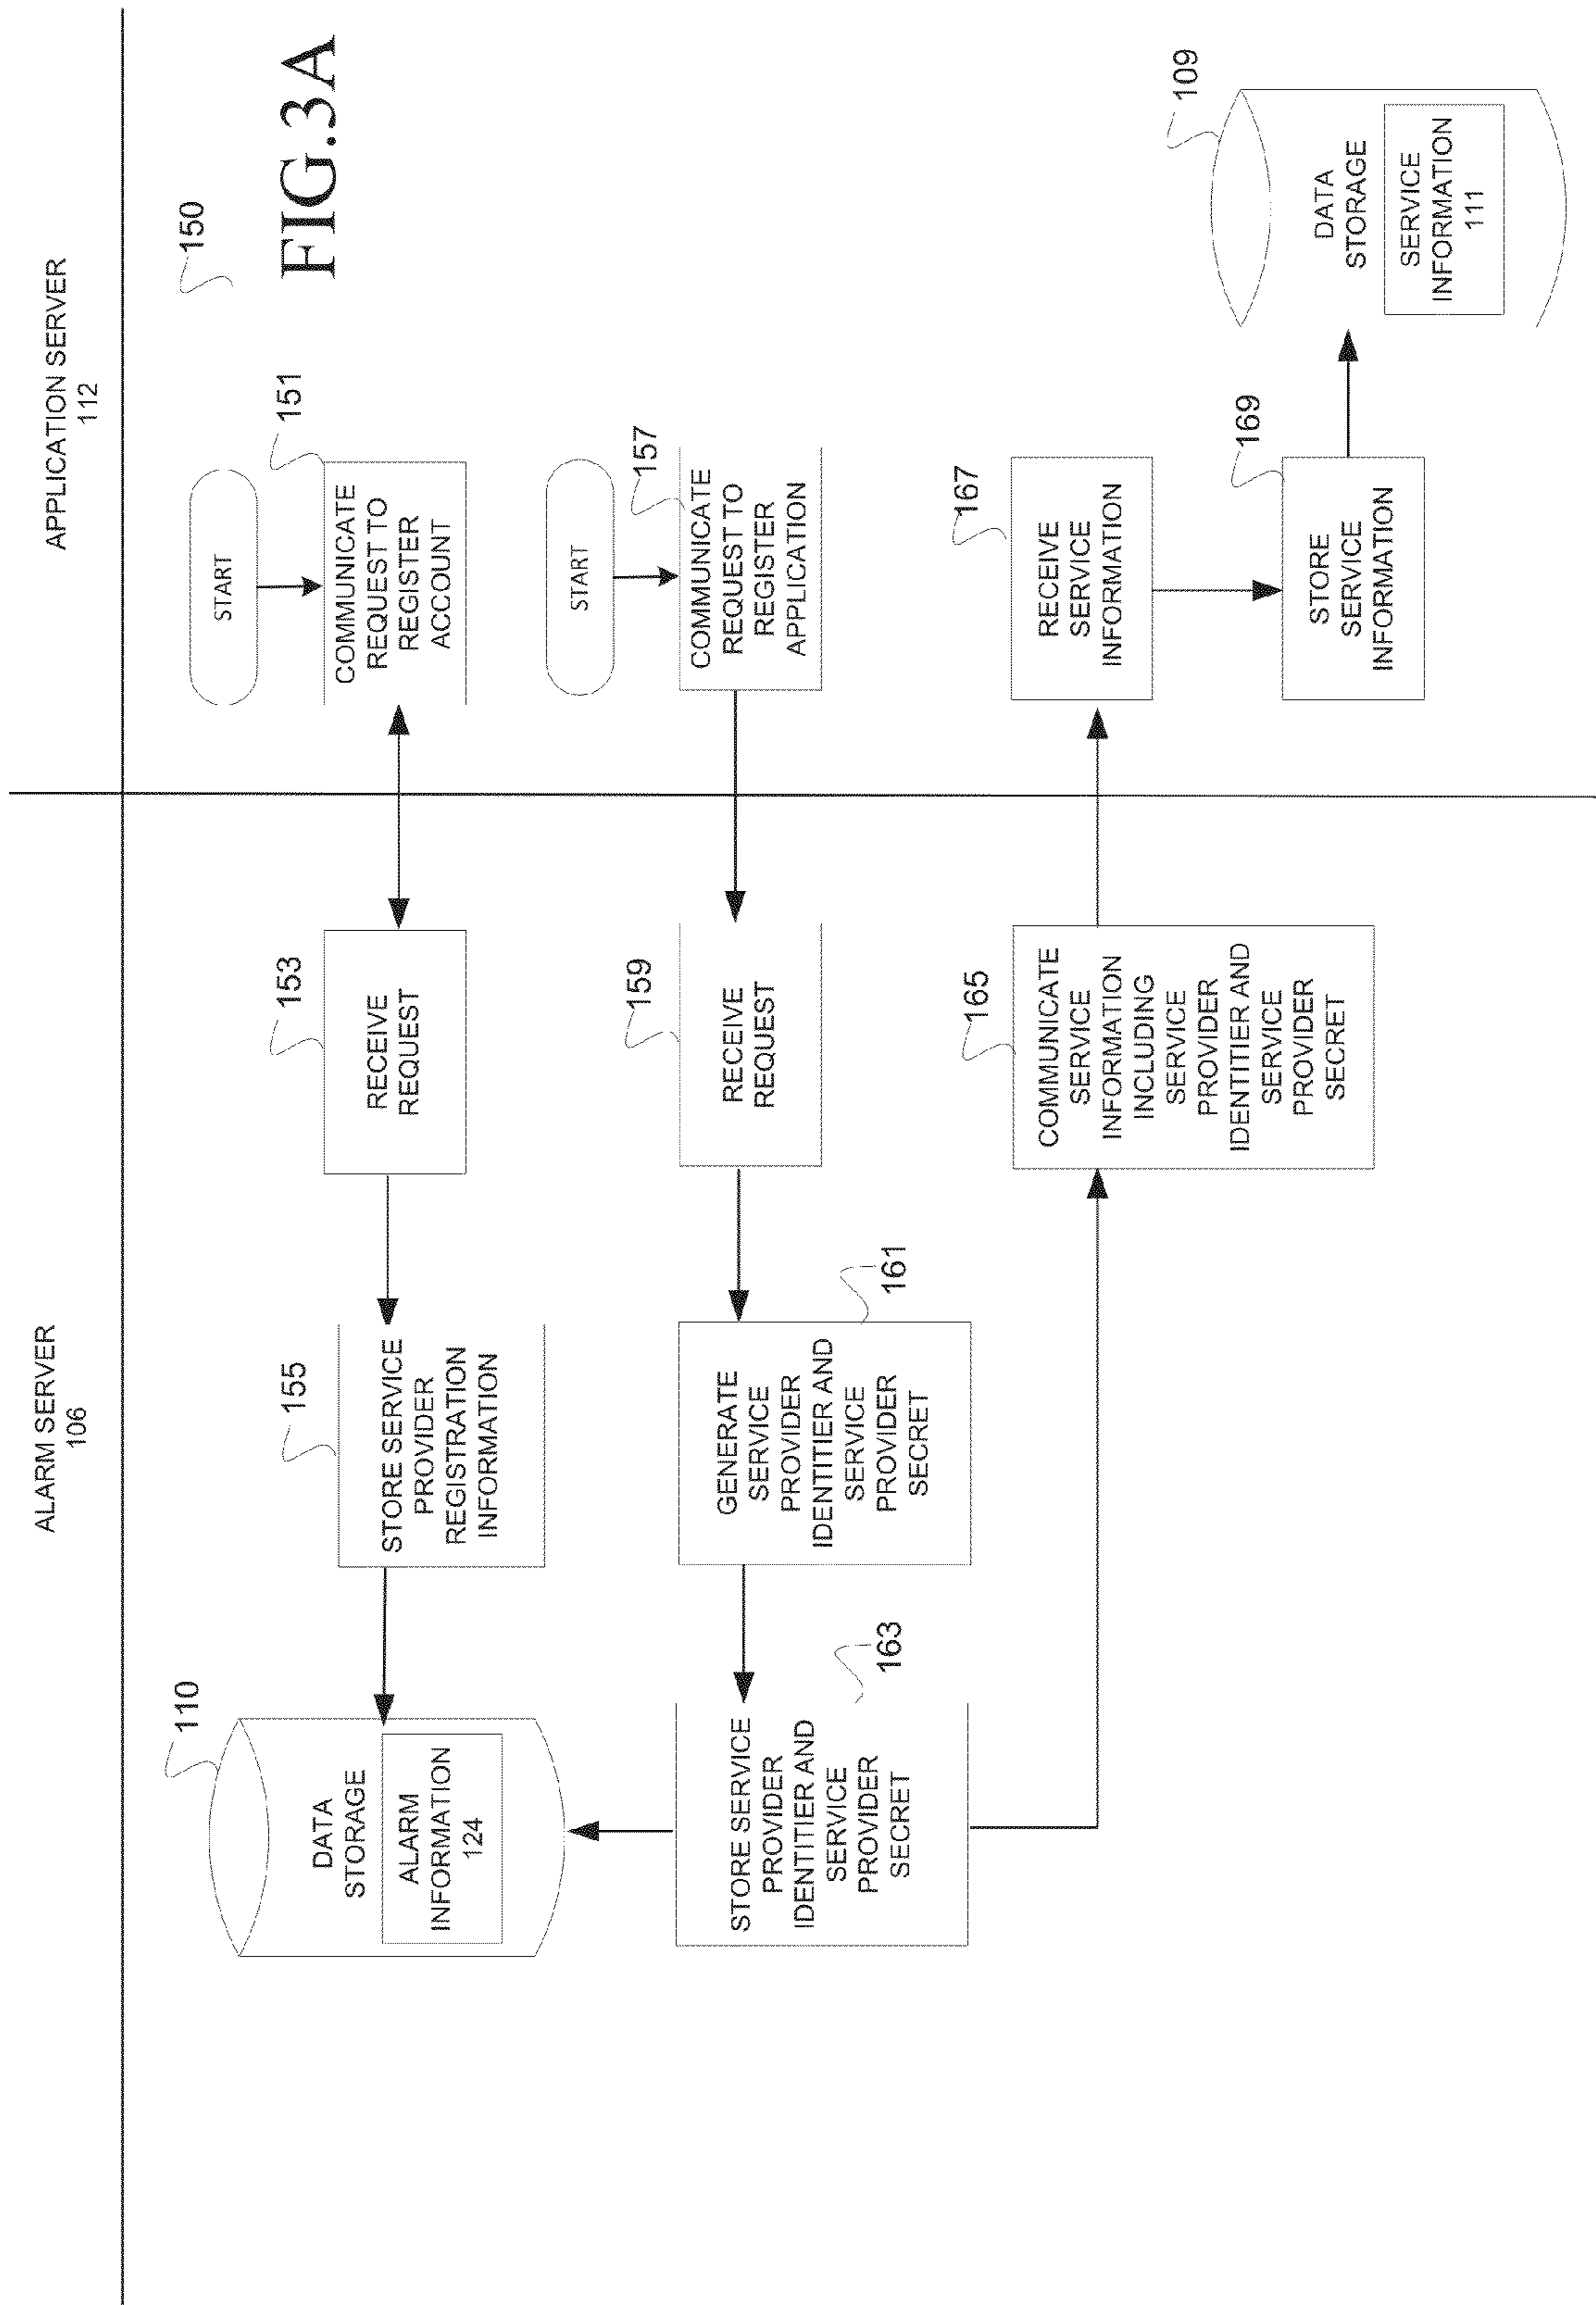 ALARM SERVER
106
APPLICATION SERVER
112
150
FIG.3A
110
DATA
STORAGE
ALARM
INFORMATION
124
155
STORE SERVICE
PROVIDER
REGISTRATION
INFORMATION
153
RECEIVE
REQUEST
START
151
COMMUNICATE
REQUEST TO
REGISTER
ACCOUNT
START
157
COMMUNICATE
REQUEST TO
REGISTER
APPLICATION
159
RECEIVE
REQUEST
161
GENERATE
SERVICE
PROVIDER
IDENTITIER AND
SERVICE
PROVIDER
SECRET
163
STORE SERVICE
PROVIDER
IDENTITIER AND
SERVICE
PROVIDER
SECRET
165
COMMUNICATE
SERVICE
INFORMATION
INCLUDING
SERVICE
PROVIDER
IDENTITIER AND
SERVICE
PROVIDER
SECRET
167
RECEIVE
SERVICE
INFORMATION
169
STORE
SERVICE
INFORMATION
109
DATA
STORAGE
SERVICE
INFORMATION
111